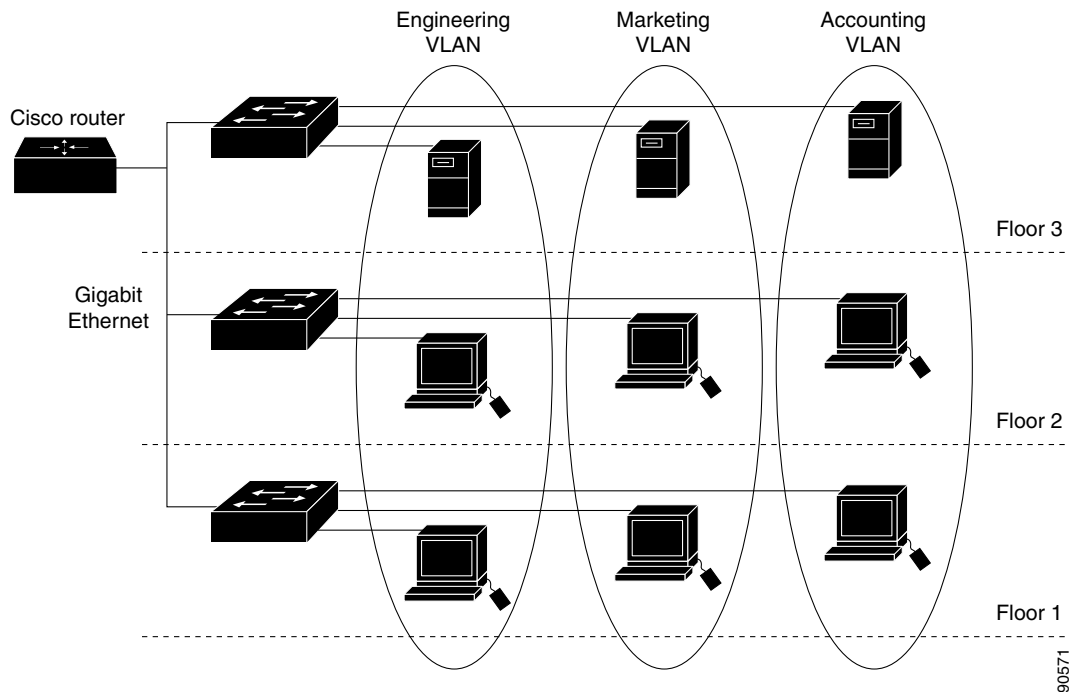 Engineering
VLAN
Marketing
VLAN
Accounting
VLAN
Cisco router
Floor 3
Gigabit
Ethernet
Floor 2
Floor 1
90571